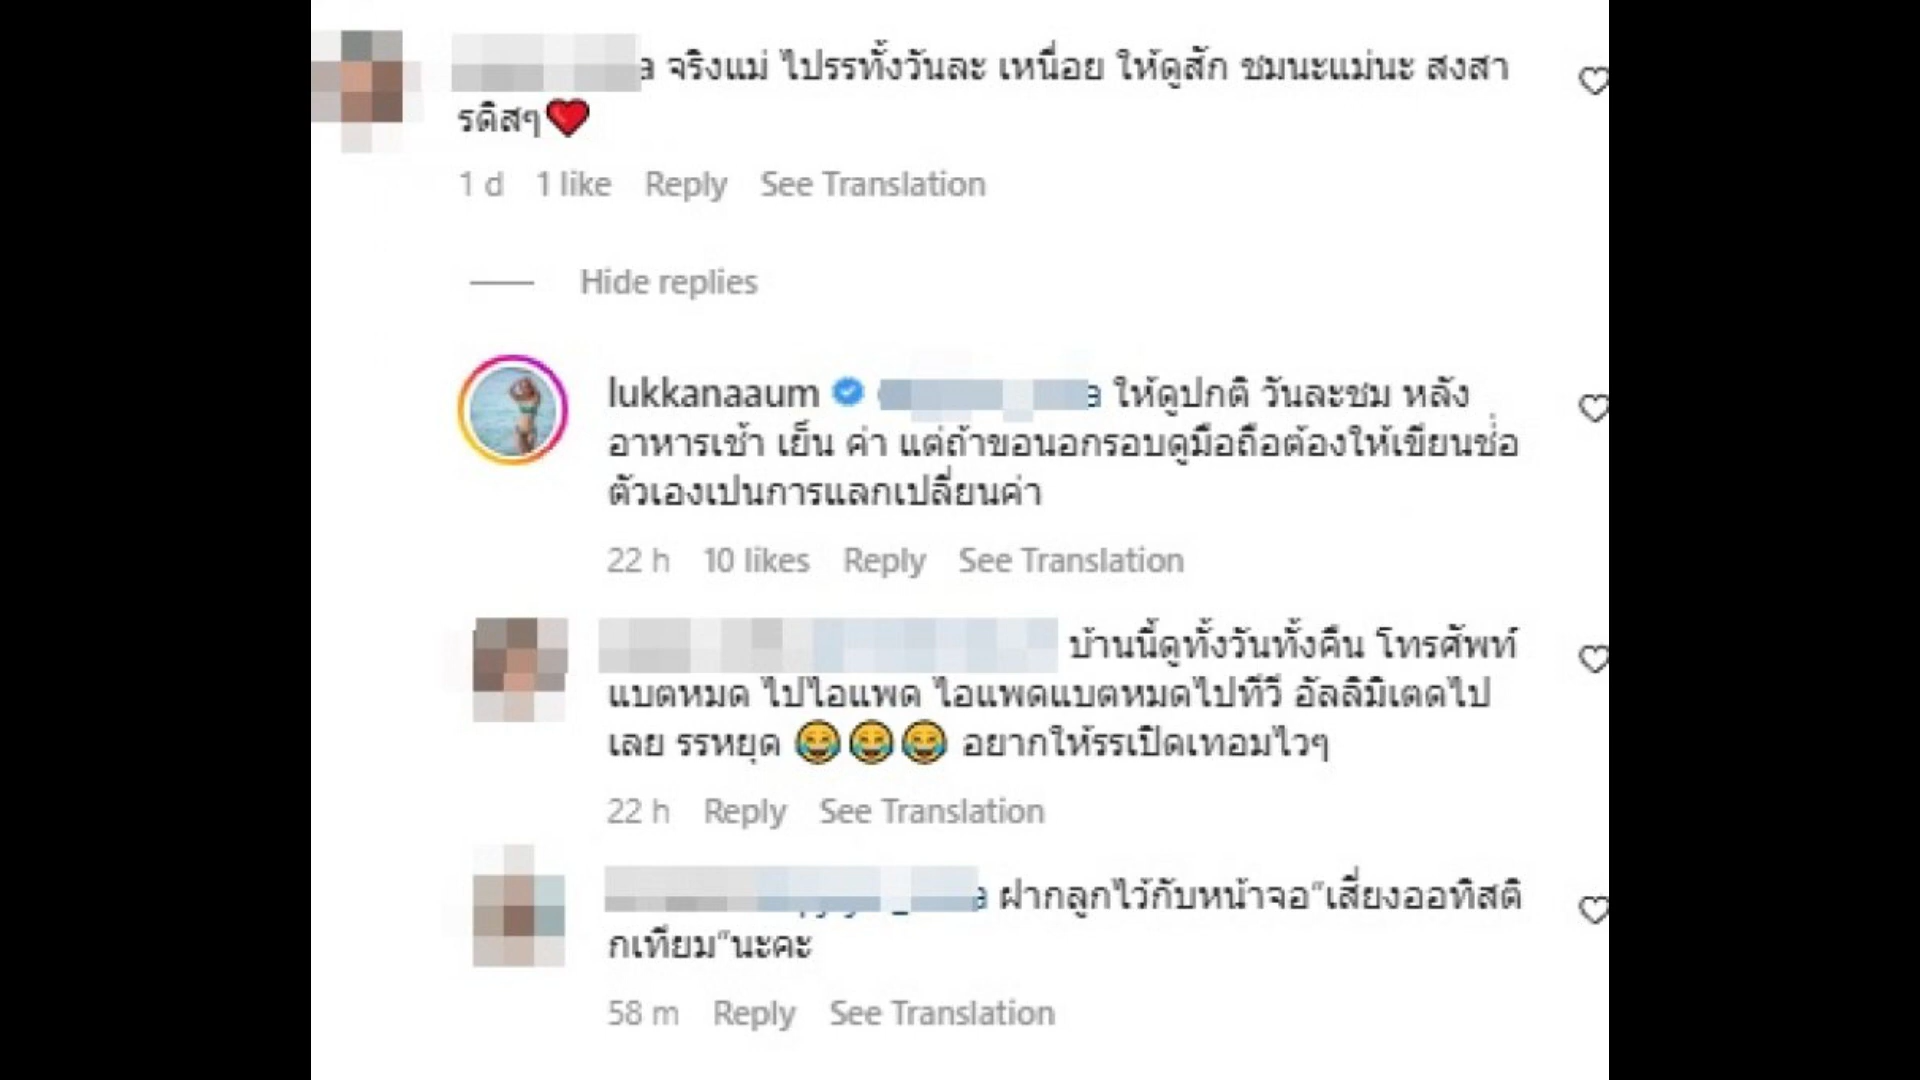 จริงแม่ ไปรรทั้งวันละ เหนื่อย ให้ดูสัก ชมนะแม่นะ สงสา
รดิสๆ❤️
1 d 1 like Reply See Translation
Hide replies
lukkanaaum ให้ดูปกติ วันละชม หลัง
อาหารเช้า เย็น ค่า แต่ถ้าขอนอกรอบดูมือถือต้องให้เขียนช่ือ
ตัวเองเปนการแลกเปลี่ยนค่า
22 h 10 likes Reply See Translation
บ้านนี้ดูทั้งวันทั้งคืน โทรศัพท์
แบตหมด ไปไอแพด ไอแพดแบตหมดไปทีวี อัลลิมิเตดไป
เลย รรหยุด 😂😂😂 อยากให้รรเปิดเทอมไวๆ
22 h Reply See Translation
ฝากลูกไว้กับหน้าจอ"เสี่ยงออทิสติ
กเทียม"นะคะ
58 m Reply See Translation